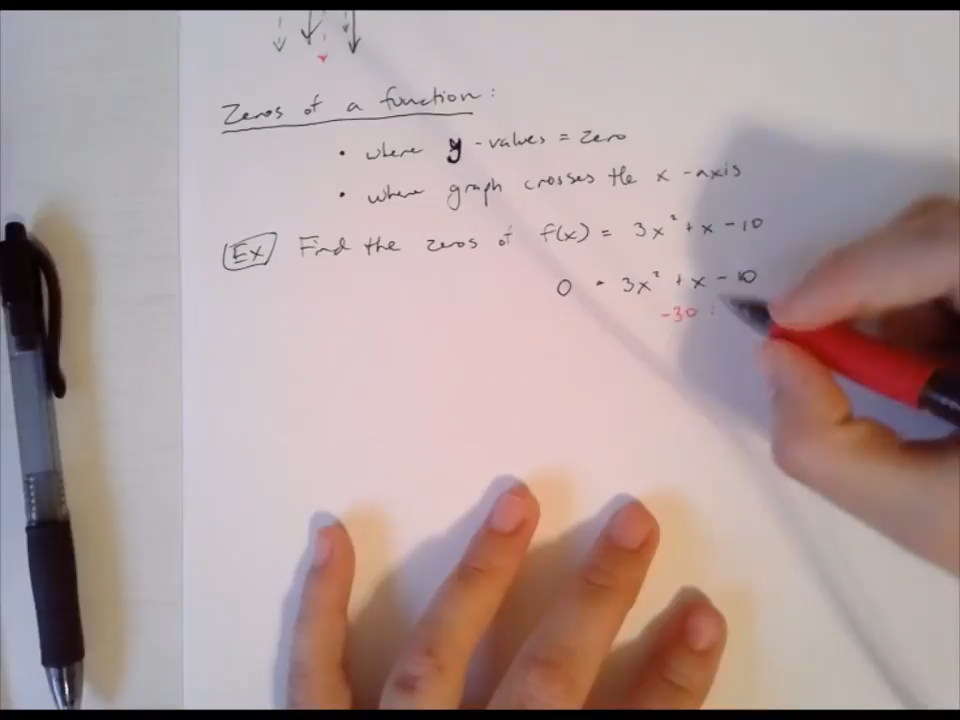 Zeros of a function:
• where y-values = zero
• where graph crosses the x-axis
Ex Find the zeros of f(x) = 3x² + x - 10
0 = 3x² + x - 10
-30 :